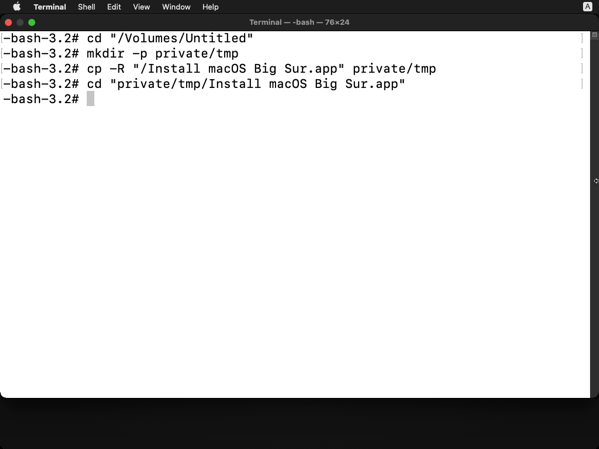 Terminal Shell Edit View Window Help A
Terminal — -bash — 76×24
[-bash-3.2# cd "/Volumes/Untitled" ]
[-bash-3.2# mkdir -p private/tmp ]
[-bash-3.2# cp -R "/Install macOS Big Sur.app" private/tmp ]
[-bash-3.2# cd "private/tmp/Install macOS Big Sur.app" ]
-bash-3.2#